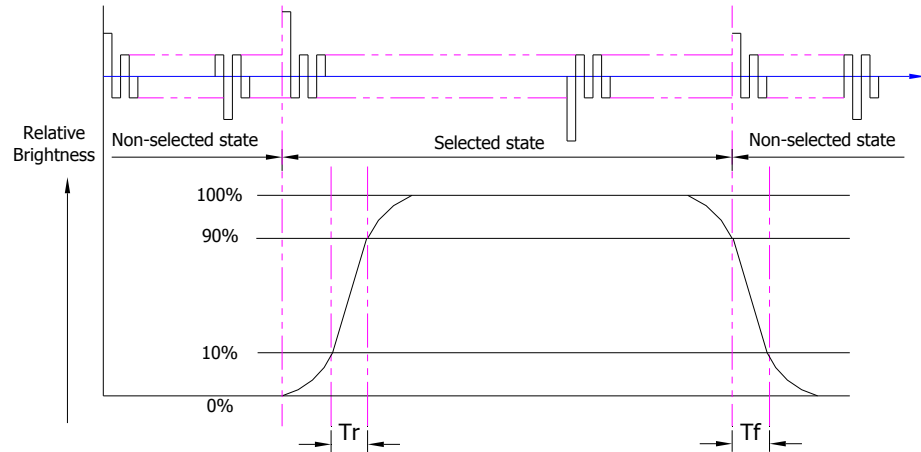 Relative
Brightness
Non-selected state
Selected state
Non-selected state
100%
90%
10%
0%
Tr
Tf